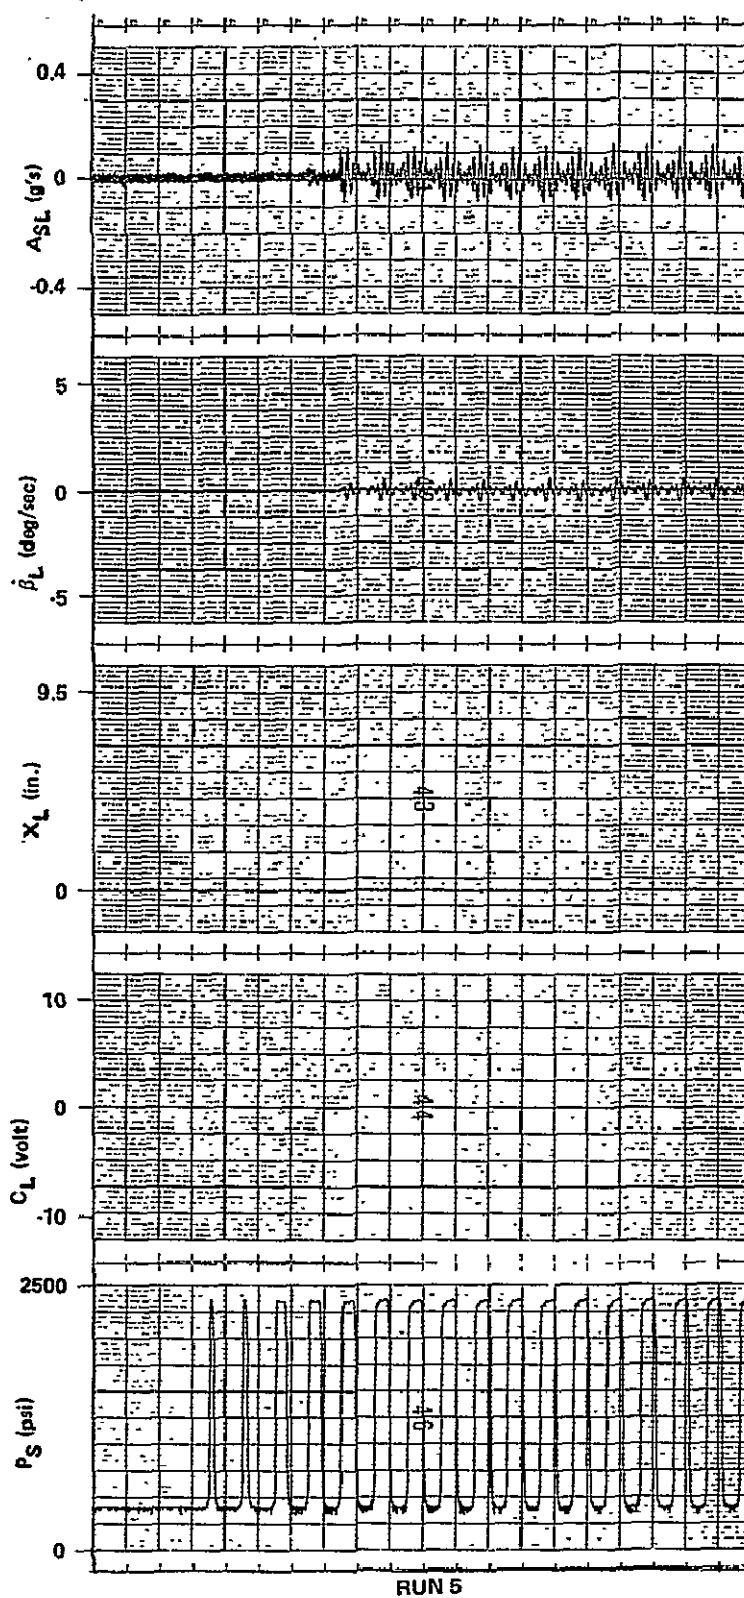 0.4
0
-0.4
A_SL (g's)
5
0
-5
β̇_L (deg/sec)
9.5
0
X_L (in.)
10
0
-10
C_L (volt)
2500
0
P_S (psi)
RUN 5